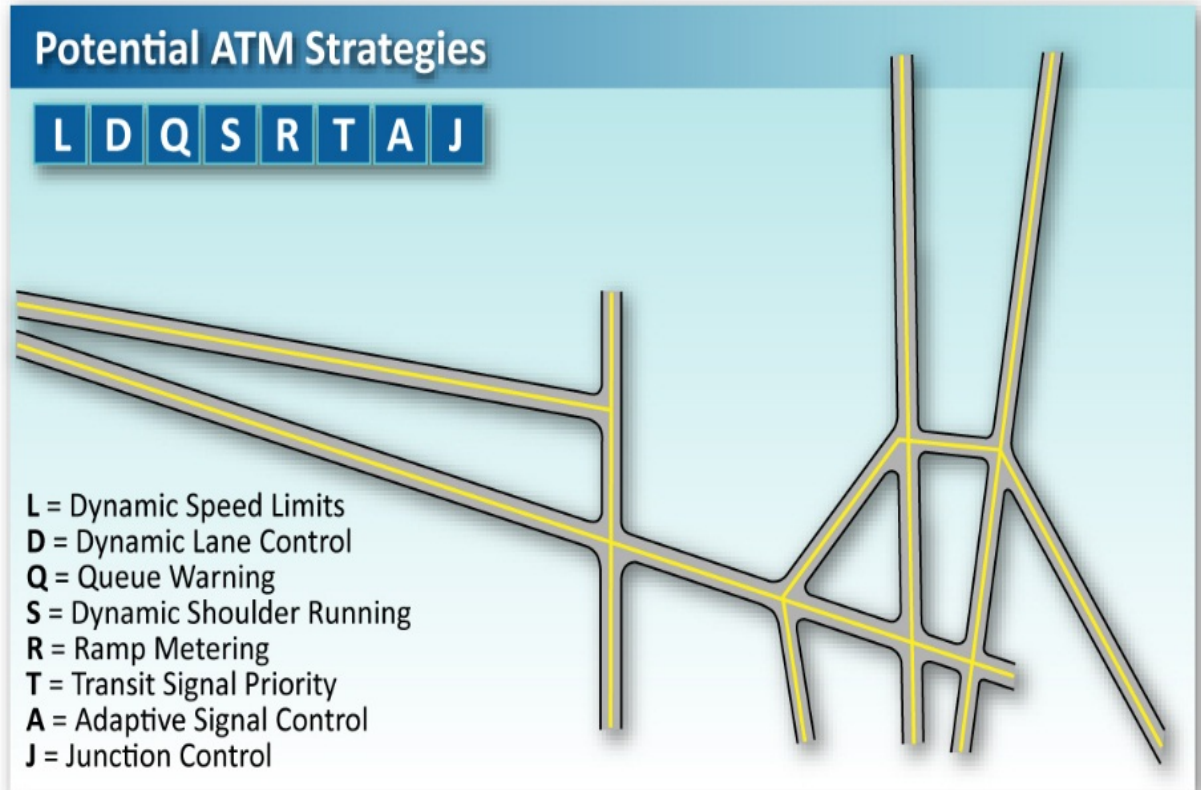 Potential ATM Strategies
L D Q S R T A J
L = Dynamic Speed Limits
D = Dynamic Lane Control
Q = Queue Warning
S = Dynamic Shoulder Running
R = Ramp Metering
T = Transit Signal Priority
A = Adaptive Signal Control
J = Junction Control